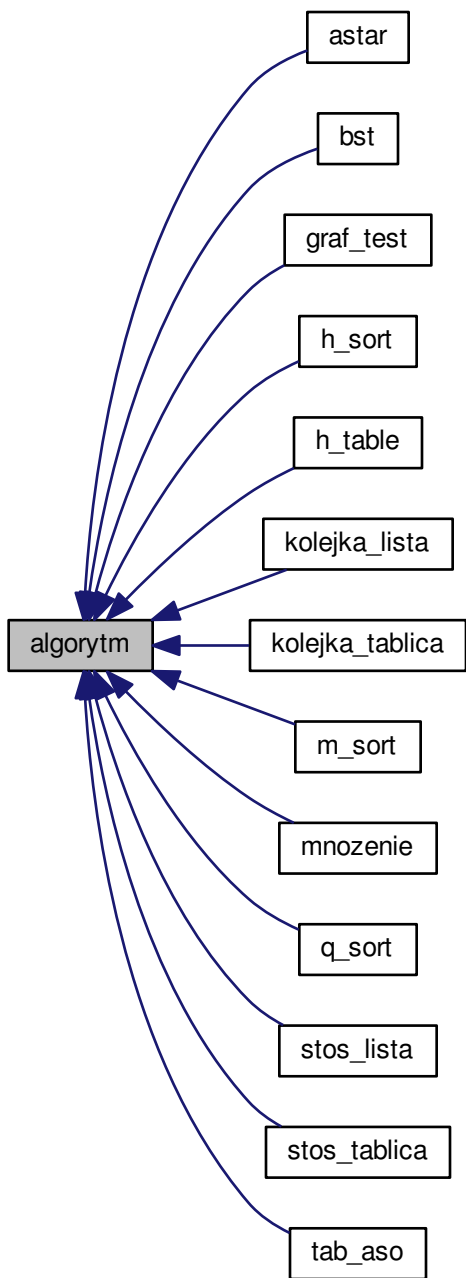 astar
bst
graf_test
h_sort
h_table
kolejka_lista
algorytm
kolejka_tablica
m_sort
mnozenie
q_sort
stos_lista
stos_tablica
tab_aso